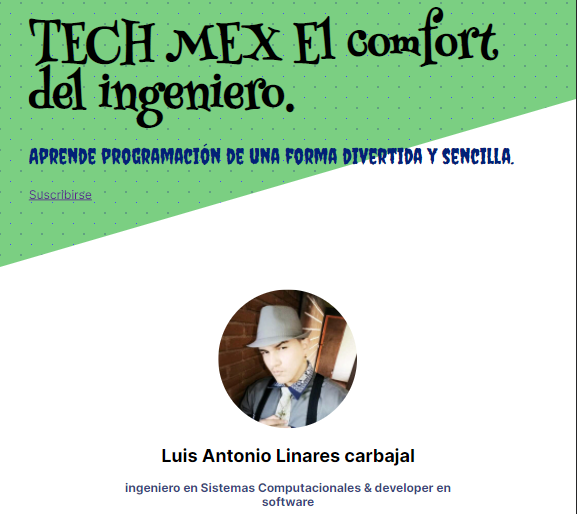 TECH MEX El comfort
del ingeniero.
APRENDE PROGRAMACIÓN DE UNA FORMA DIVERTIDA Y SENCILLA.
Suscribirse
Luis Antonio Linares carbajal
ingeniero en Sistemas Computacionales & developer en
software